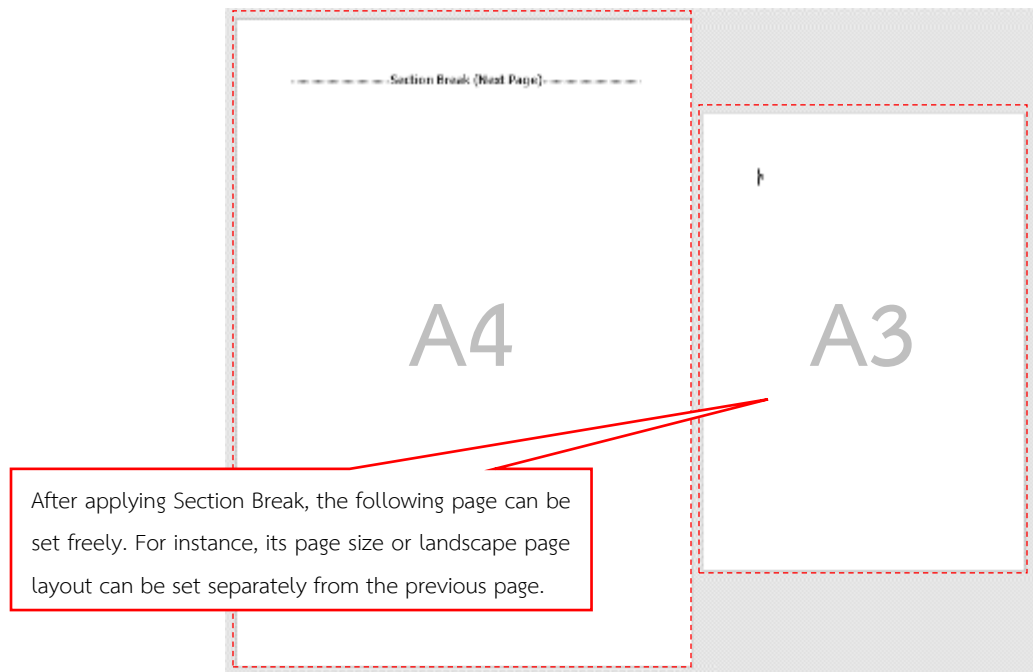 Section Break (Next Page)
A4
A3
After applying Section Break, the following page can be
set freely. For instance, its page size or landscape page
layout can be set separately from the previous page.